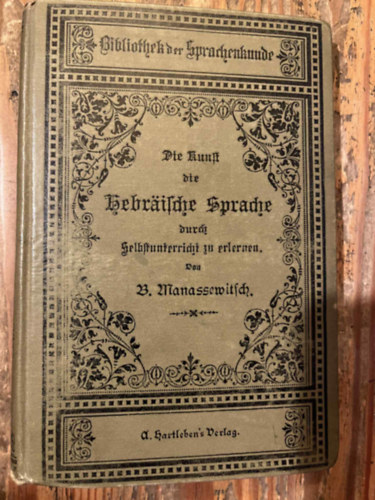 Bibliothek der Sprachenkunde
Die Kunst
die
Hebräische Sprache
durch
Selbstunterricht zu erlernen.
Von
B. Manassewitsch.
A. Hartleben's Verlag.